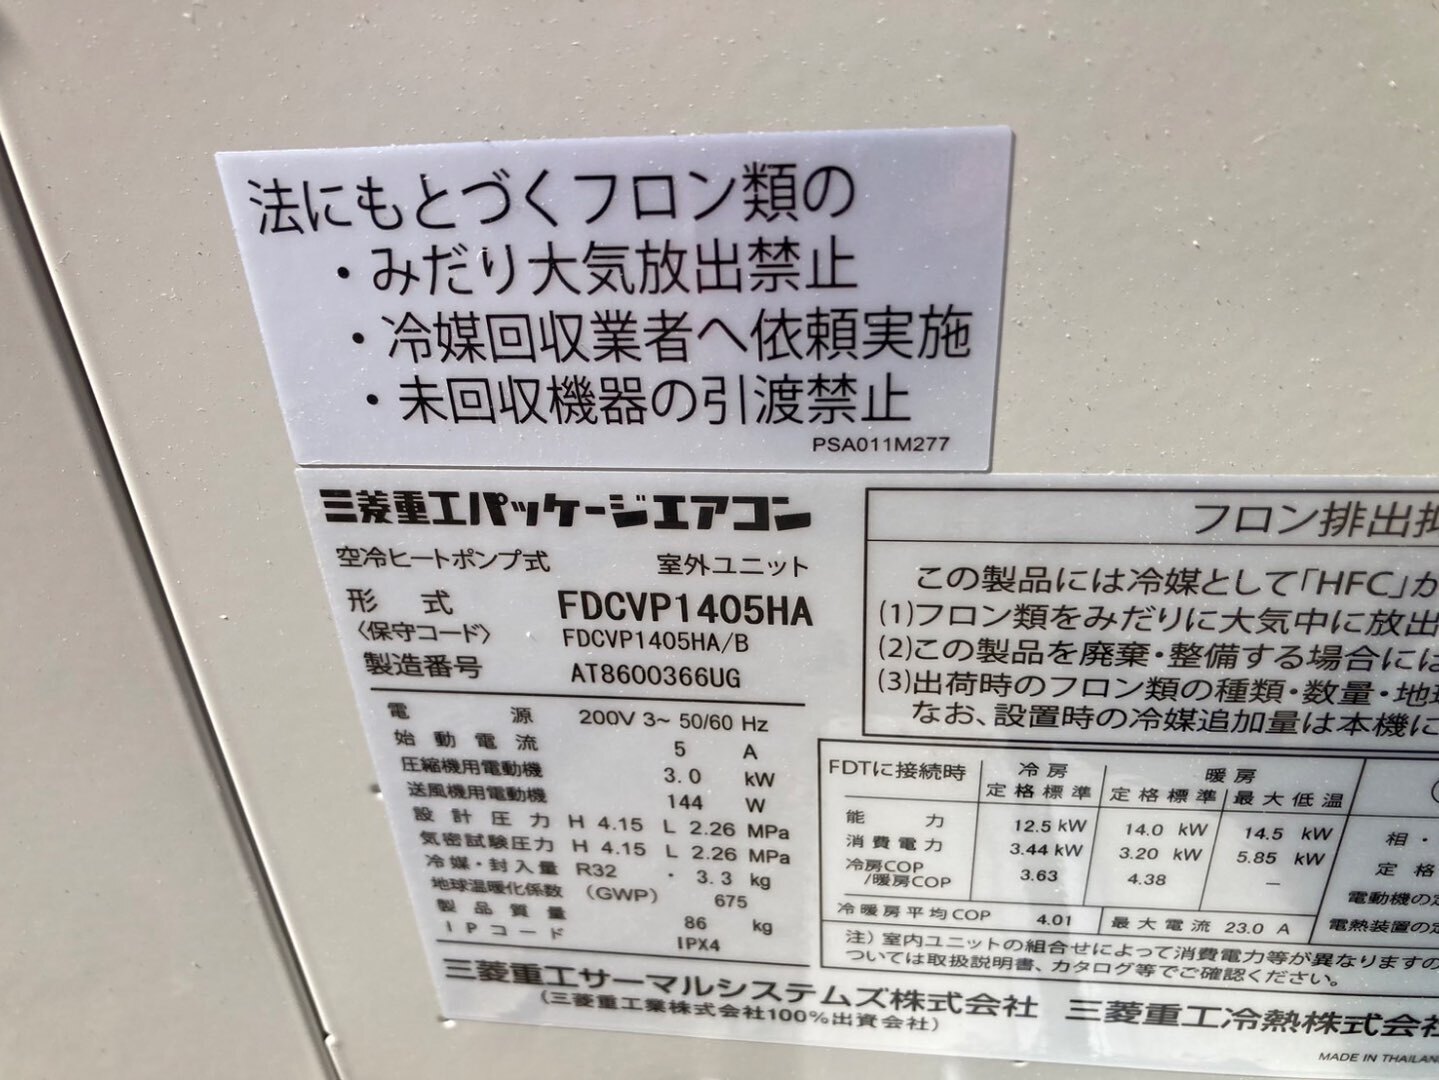 法にもとづくフロン類の
・みだり大気放出禁止
・冷媒回収業者へ依頼実施
・未回収機器の引渡禁止
PSA011M277
三菱重工パッケージエアコン
空冷ヒートポンプ式 室外ユニット
形式 FDCVP1405HA
〈保守コード〉 FDCVP1405HA/B
製造番号 AT8600366UG
電源 200V 3~ 50/60 Hz
始動電流 5 A
圧縮機用電動機 3.0 kW
送風機用電動機 144 W
設計圧力 H 4.15 L 2.26 MPa
気密試験圧力 H 4.15 L 2.26 MPa
冷媒・封入量 R32 ・ 3.3 kg
地球温暖化係数 (GWP) 675
製品質量 86 kg
IPコード IPX4
フロン排出抑
この製品には冷媒として「HFC」か
(1)フロン類をみだりに大気中に放出
(2)この製品を廃棄・整備する場合には
(3)出荷時のフロン類の種類・数量・地球
なお、設置時の冷媒追加量は本機に
FDTに接続時 冷房 暖房
定格標準 定格標準 最大低温
能力 12.5 kW 14.0 kW 14.5 kW
消費電力 3.44 kW 3.20 kW 5.85 kW
冷房COP/暖房COP 3.63 4.38 —
冷暖房平均COP 4.01 最大電流 23.0 A
相・
定格
電動機の定
電熱装置の定
注)室内ユニットの組合せによって消費電力等が異なりますの
ついては取扱説明書、カタログ等でご確認ください。
三菱重工サーマルシステムズ株式会社 三菱重工冷熱株式会社
(三菱重工業株式会社100%出資会社)
MADE IN THAILAND